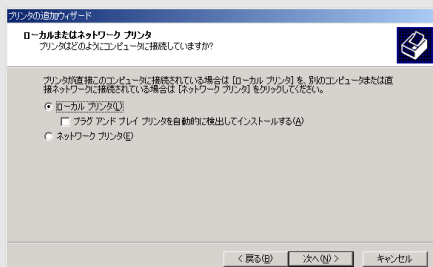 プリンタの追加ウィザード
ローカルまたはネットワーク プリンタ
プリンタはどのようにコンピュータに接続していますか?
プリンタが直接このコンピュータに接続されている場合は [ローカル プリンタ] を、別のコンピュータまたは直
接ネットワークに接続されている場合は [ネットワーク プリンタ] をクリックしてください。
ローカル プリンタ(L)
プラグ アンド プレイ プリンタを自動的に検出してインストールする(A)
ネットワーク プリンタ(E)
< 戻る(B)
次へ(N) >
キャンセル